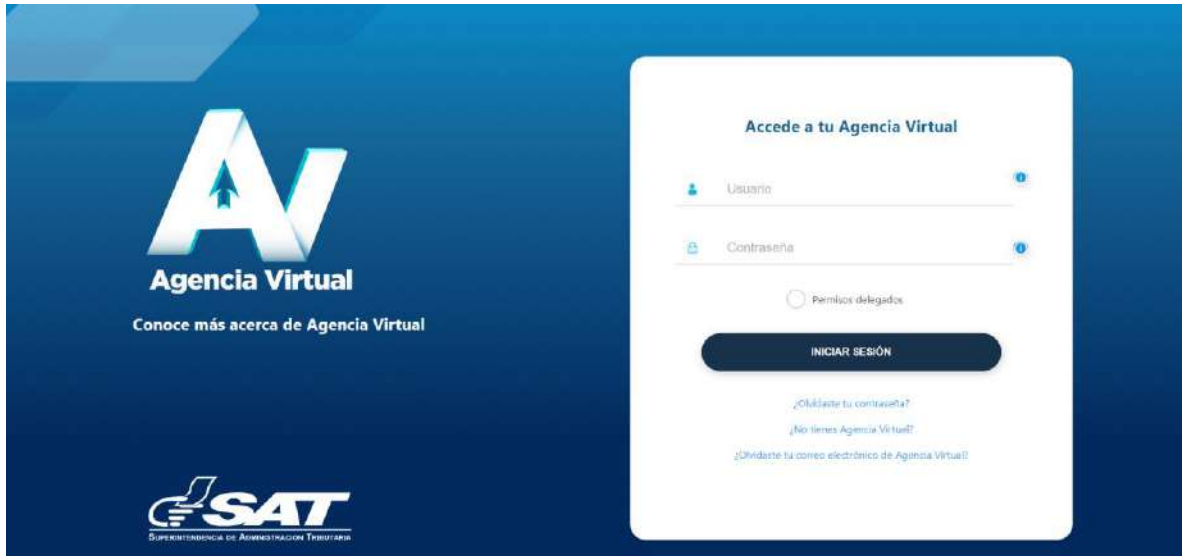 AV
Agencia Virtual
Conoce más acerca de Agencia Virtual
SAT
SUPERINTENDENCIA DE ADMINISTRACIÓN TRIBUTARIA
Accede a tu Agencia Virtual
Usuario
Contraseña
Permisos delegados
INICIAR SESIÓN
¿Olvidaste tu contraseña?
¿No tienes Agencia Virtual?
¿Olvidaste tu correo electrónico de Agencia Virtual?